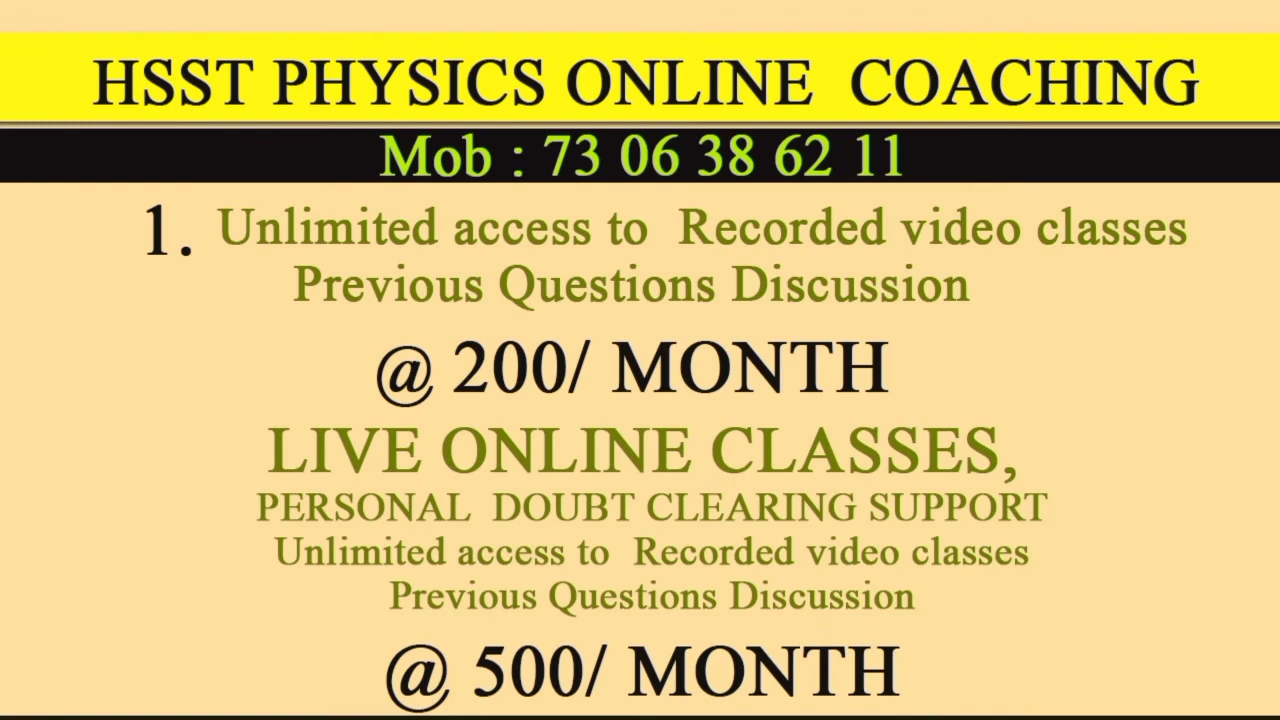 HSST PHYSICS ONLINE COACHING
Mob : 73 06 38 62 11
1. Unlimited access to Recorded video classes
Previous Questions Discussion
@ 200/ MONTH
LIVE ONLINE CLASSES,
PERSONAL DOUBT CLEARING SUPPORT
Unlimited access to Recorded video classes
Previous Questions Discussion
@ 500/ MONTH